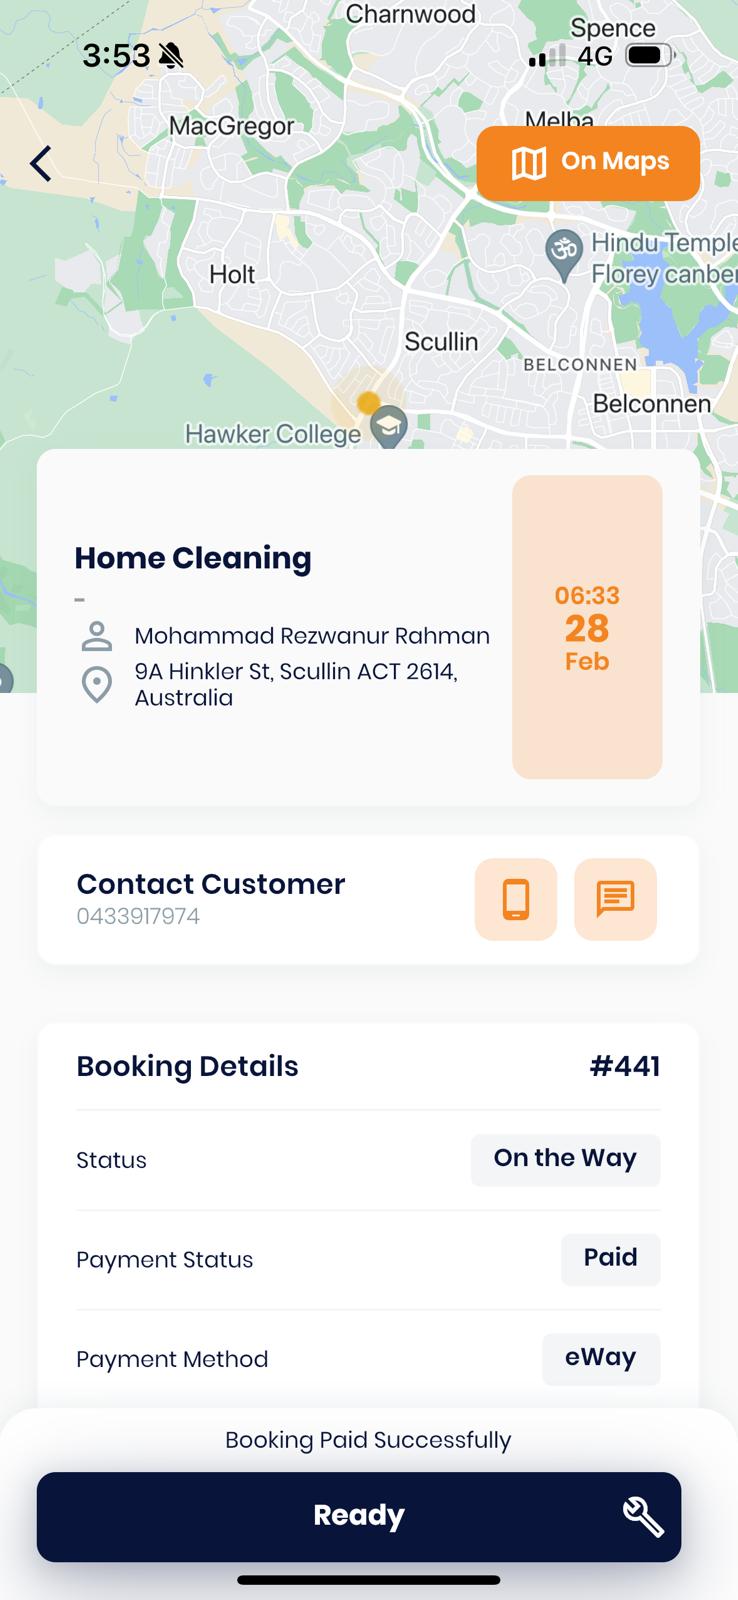 Charnwood
Spence
3:53
4G
MacGregor
Melba
On Maps
Hindu Temple
Florey canber
Holt
Scullin
BELCONNEN
Belconnen
Hawker College
Home Cleaning
-
Mohammad Rezwanur Rahman
9A Hinkler St, Scullin ACT 2614,
Australia
06:33
28
Feb
Contact Customer
0433917974
Booking Details
#441
Status
On the Way
Payment Status
Paid
Payment Method
eWay
Booking Paid Successfully
Ready